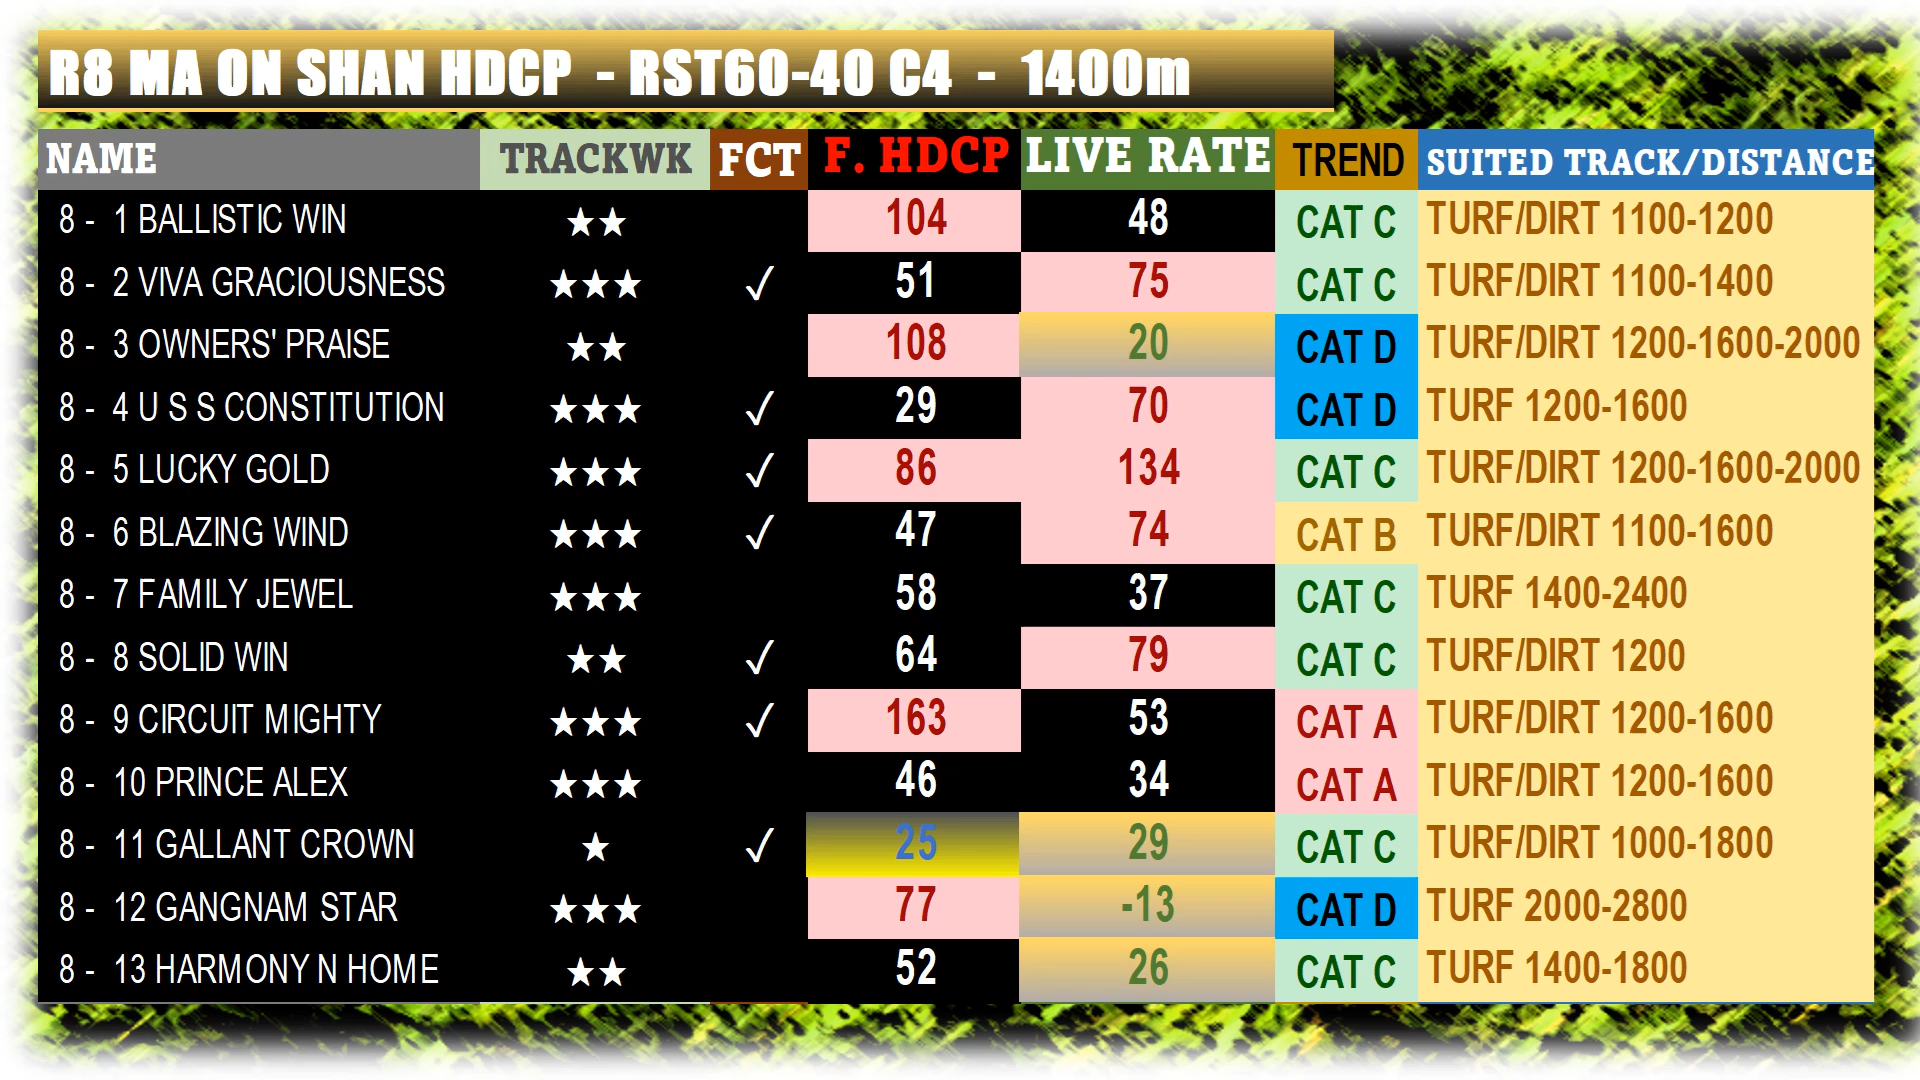 R8 MA ON SHAN HDCP - RST60-40 C4 - 1400m
NAME TRACKWK FCT F. HDCP LIVE RATE TREND SUITED TRACK/DISTANCE
8 - 1 BALLISTIC WIN ★★ 104 48 CAT C TURF/DIRT 1100-1200
8 - 2 VIVA GRACIOUSNESS ★★★ ✓ 51 75 CAT C TURF/DIRT 1100-1400
8 - 3 OWNERS' PRAISE ★★ 108 20 CAT D TURF/DIRT 1200-1600-2000
8 - 4 U S S CONSTITUTION ★★★ ✓ 29 70 CAT D TURF 1200-1600
8 - 5 LUCKY GOLD ★★★ ✓ 86 134 CAT C TURF/DIRT 1200-1600-2000
8 - 6 BLAZING WIND ★★★ ✓ 47 74 CAT B TURF/DIRT 1100-1600
8 - 7 FAMILY JEWEL ★★★ 58 37 CAT C TURF 1400-2400
8 - 8 SOLID WIN ★★ ✓ 64 79 CAT C TURF/DIRT 1200
8 - 9 CIRCUIT MIGHTY ★★★ ✓ 163 53 CAT A TURF/DIRT 1200-1600
8 - 10 PRINCE ALEX ★★★ 46 34 CAT A TURF/DIRT 1200-1600
8 - 11 GALLANT CROWN ★ ✓ 25 29 CAT C TURF/DIRT 1000-1800
8 - 12 GANGNAM STAR ★★★ 77 -13 CAT D TURF 2000-2800
8 - 13 HARMONY N HOME ★★ 52 26 CAT C TURF 1400-1800